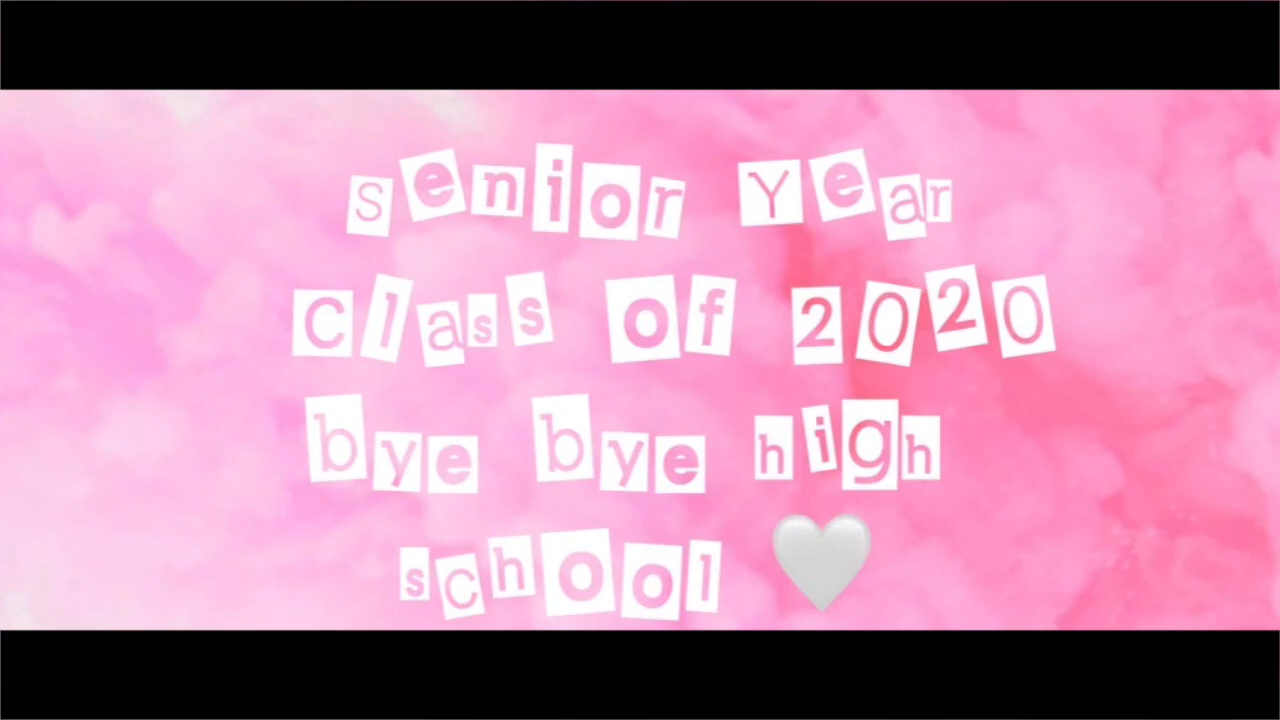 senior Year
Class of 2020
bye bye high
school 🤍